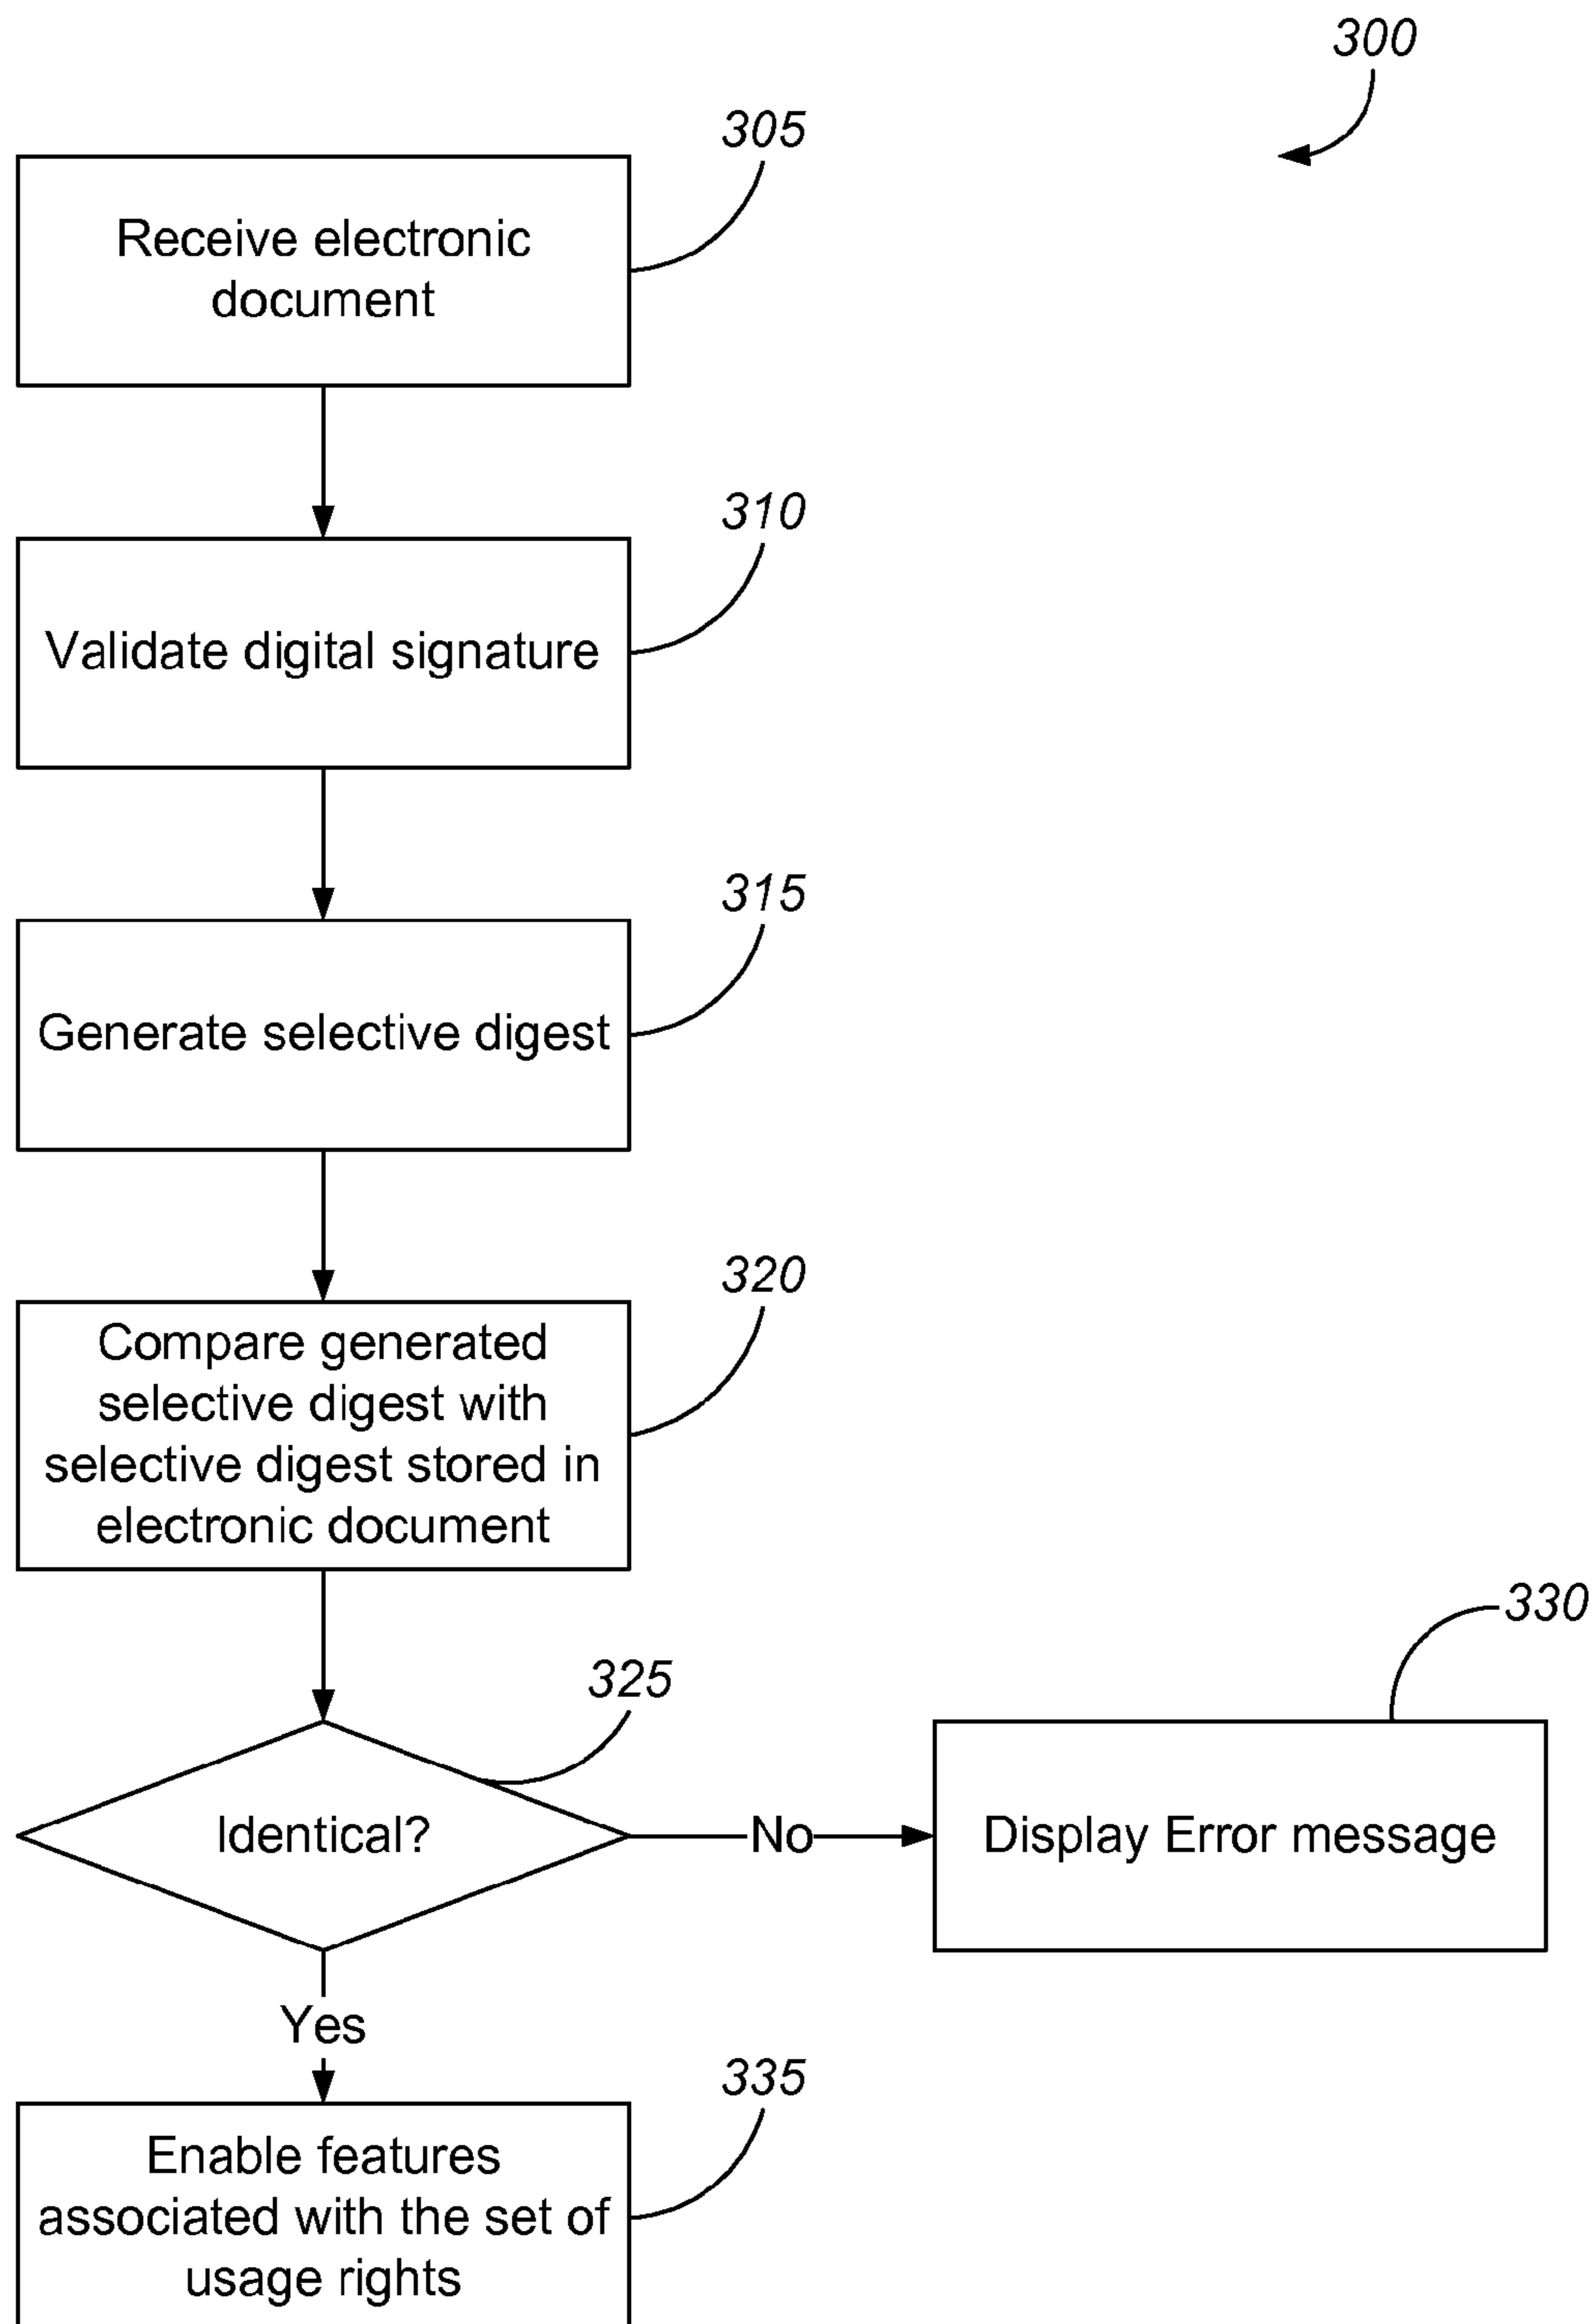 300
305
Receive electronic
document
310
Validate digital signature
315
Generate selective digest
320
Compare generated
selective digest with
selective digest stored in
electronic document
330
325
Identical?
No
Display Error message
Yes
335
Enable features
associated with the set of
usage rights